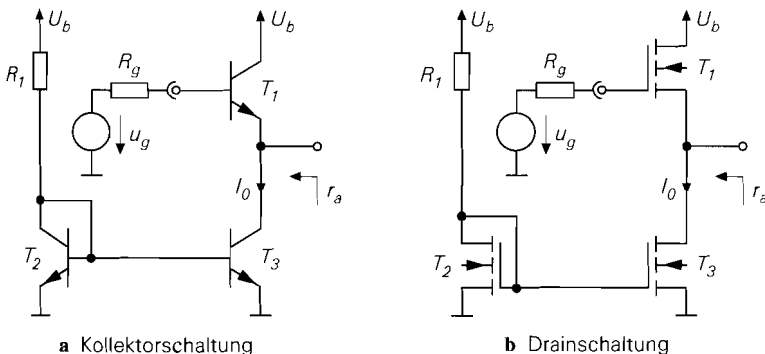 U_b
U_b
R_1
R_g
T_1
u_g
I_0
r_a
T_2
T_3
a Kollektorschaltung
U_b
U_b
R_1
R_g
T_1
u_g
I_0
r_a
T_2
T_3
b Drainschaltung